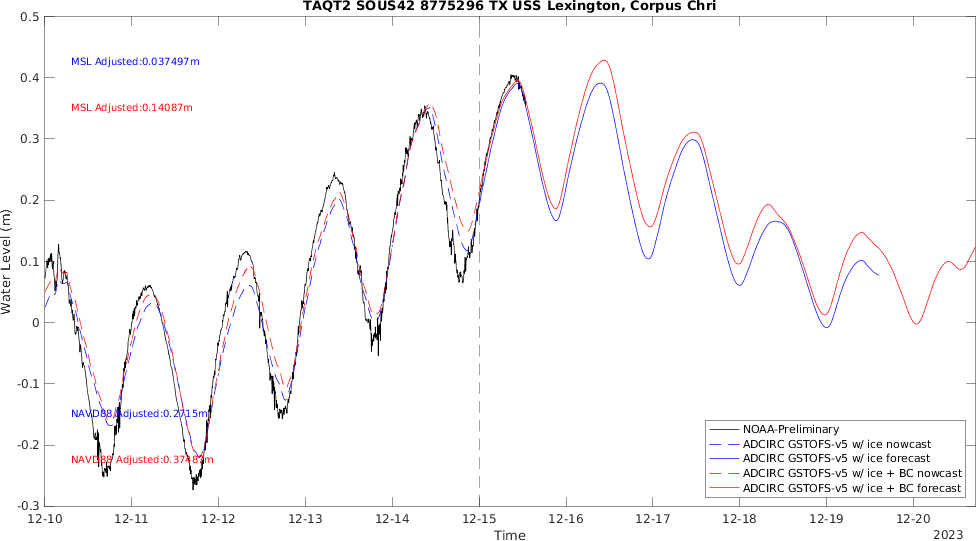 TAQT2 SOUS42 8775296 TX USS Lexington, Corpus Chri
0.5
MSL Adjusted:0.037497m
0.4
MSL Adjusted:0.14087m
0.3
0.2
Water Level (m)
0.1
0
-0.1
NAVD88 Adjusted:0.2715m
-0.2
NAVD88 Adjusted:0.37487m
-0.3
NOAA-Preliminary
ADCIRC GSTOFS-v5 w/ ice nowcast
ADCIRC GSTOFS-v5 w/ ice forecast
ADCIRC GSTOFS-v5 w/ ice + BC nowcast
ADCIRC GSTOFS-v5 w/ ice + BC forecast
12-10 12-11 12-12 12-13 12-14 12-15 12-16 12-17 12-18 12-19 12-20
Time
2023